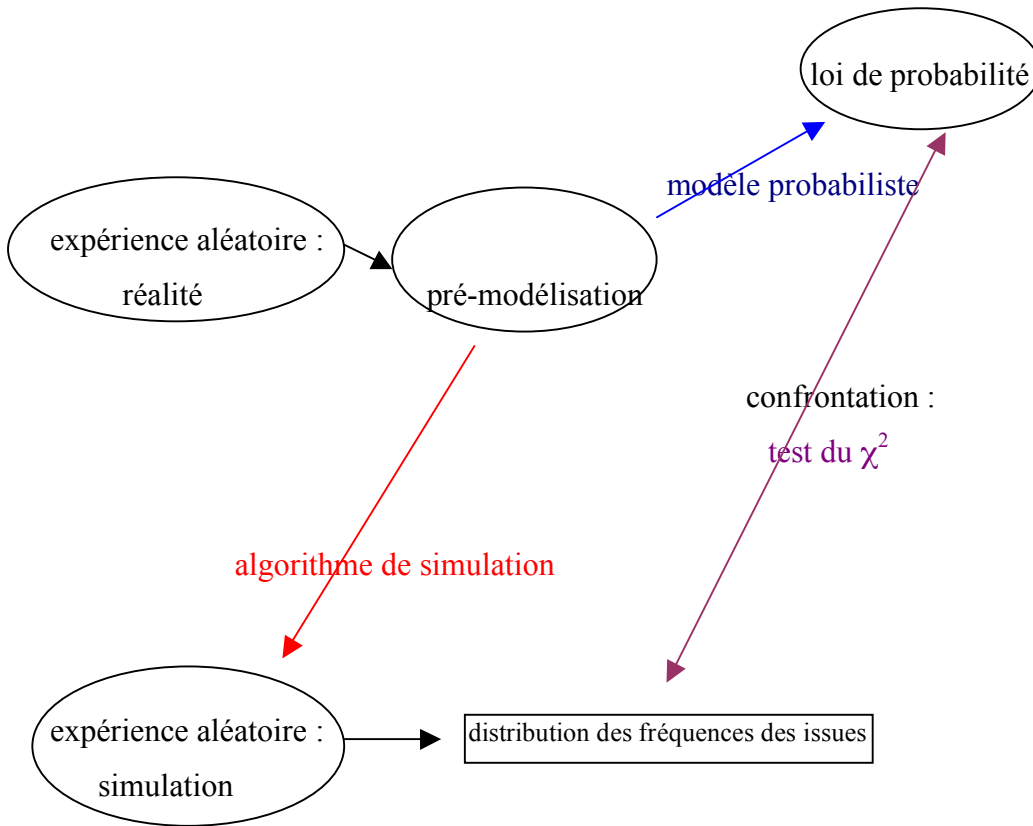 loi de probabilité
modèle probabiliste
expérience aléatoire :
réalité
pré-modélisation
confrontation :
test du χ²
algorithme de simulation
expérience aléatoire :
simulation
distribution des fréquences des issues